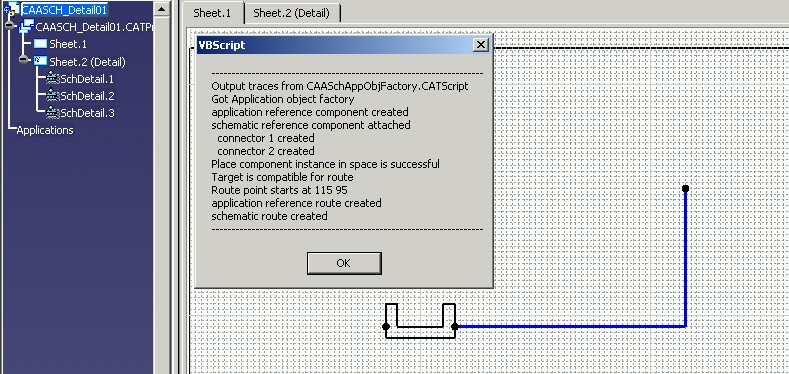 CAASCH_Detail01
CAASCH_Detail01.CATPr
Sheet.1
Sheet.2 (Detail)
SchDetail.1
SchDetail.2
SchDetail.3
Applications
Sheet.1
Sheet.2 (Detail)
VBScript
Output traces from CAASchAppObjFactory.CATScript
Got Application object factory
application reference component created
schematic reference component attached
connector 1 created
connector 2 created
Place component instance in space is successful
Target is compatible for route
Route point starts at 115 95
application reference route created
schematic route created
OK